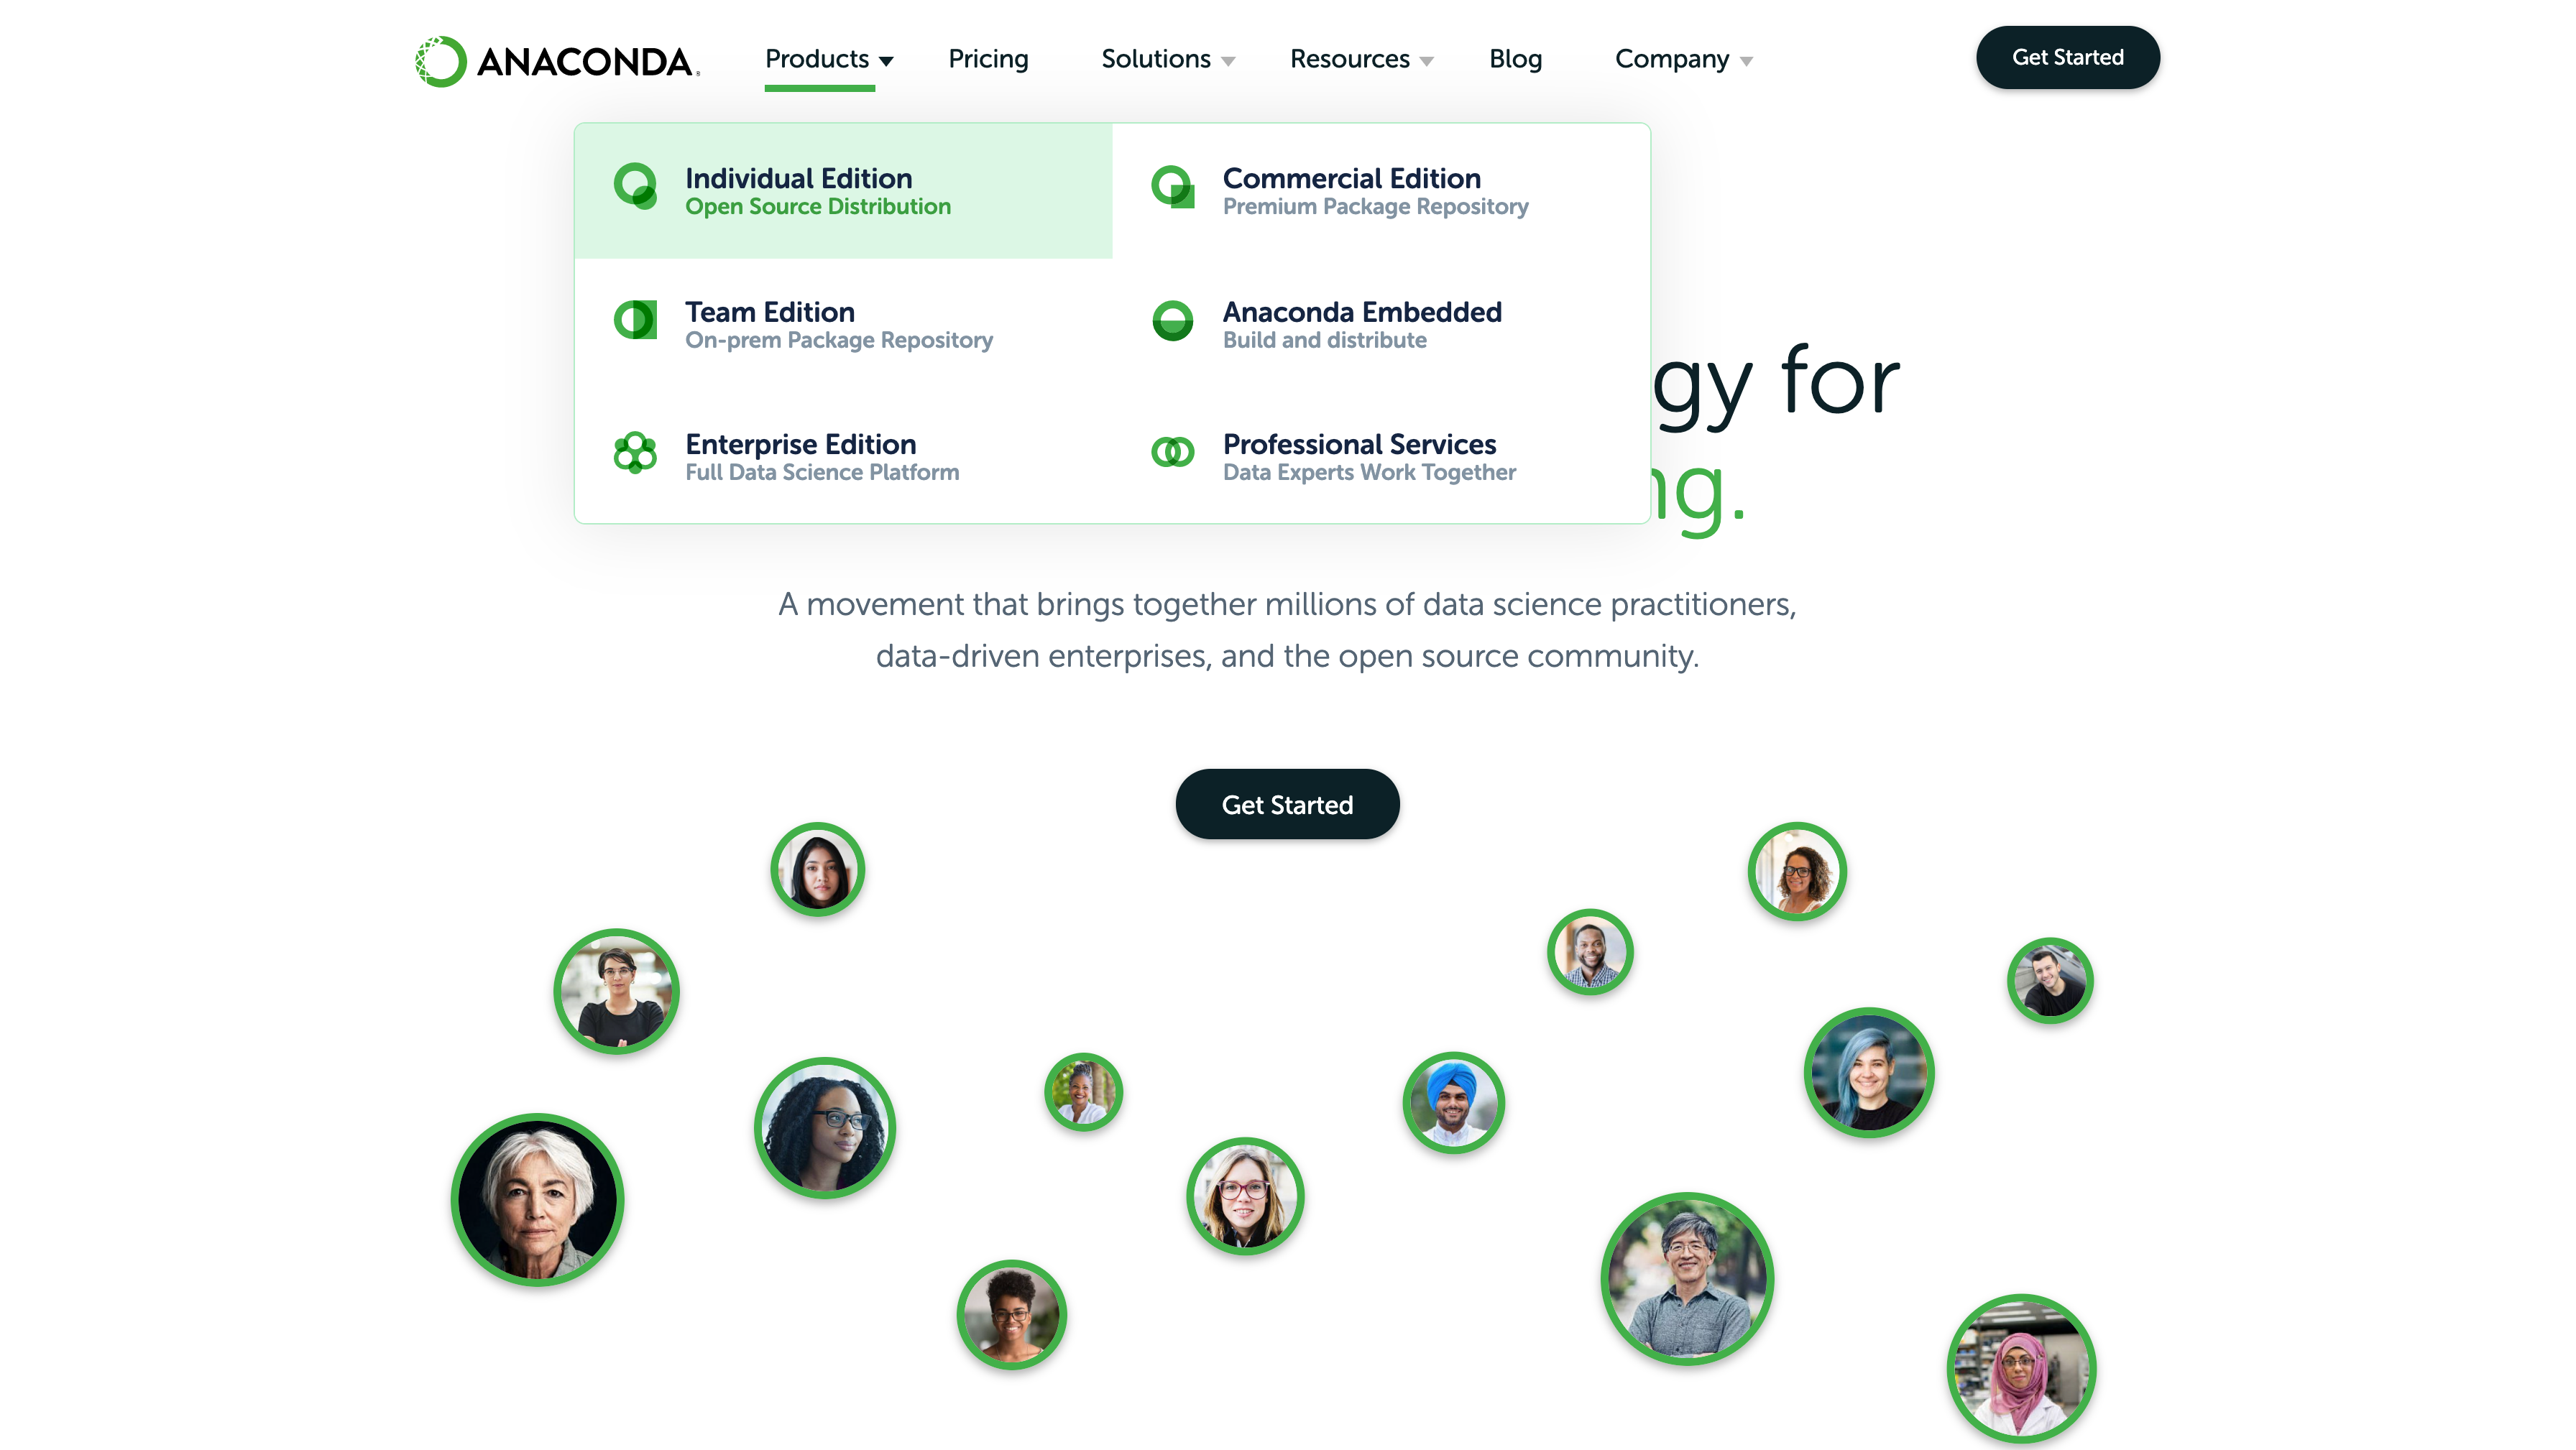 ANACONDA
Products
Pricing
Solutions
Resources
Blog
Company
Get Started
Individual Edition
Open Source Distribution
Commercial Edition
Premium Package Repository
Team Edition
On-prem Package Repository
Anaconda Embedded
Build and distribute
Enterprise Edition
Full Data Science Platform
Professional Services
Data Experts Work Together
gy for
ng.
A movement that brings together millions of data science practitioners,
data-driven enterprises, and the open source community.
Get Started